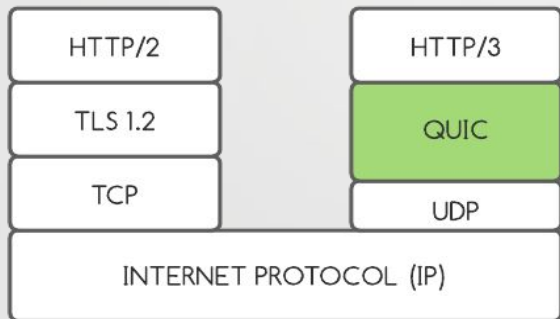 HTTP/2
TLS 1.2
TCP
HTTP/3
QUIC
UDP
INTERNET PROTOCOL (IP)